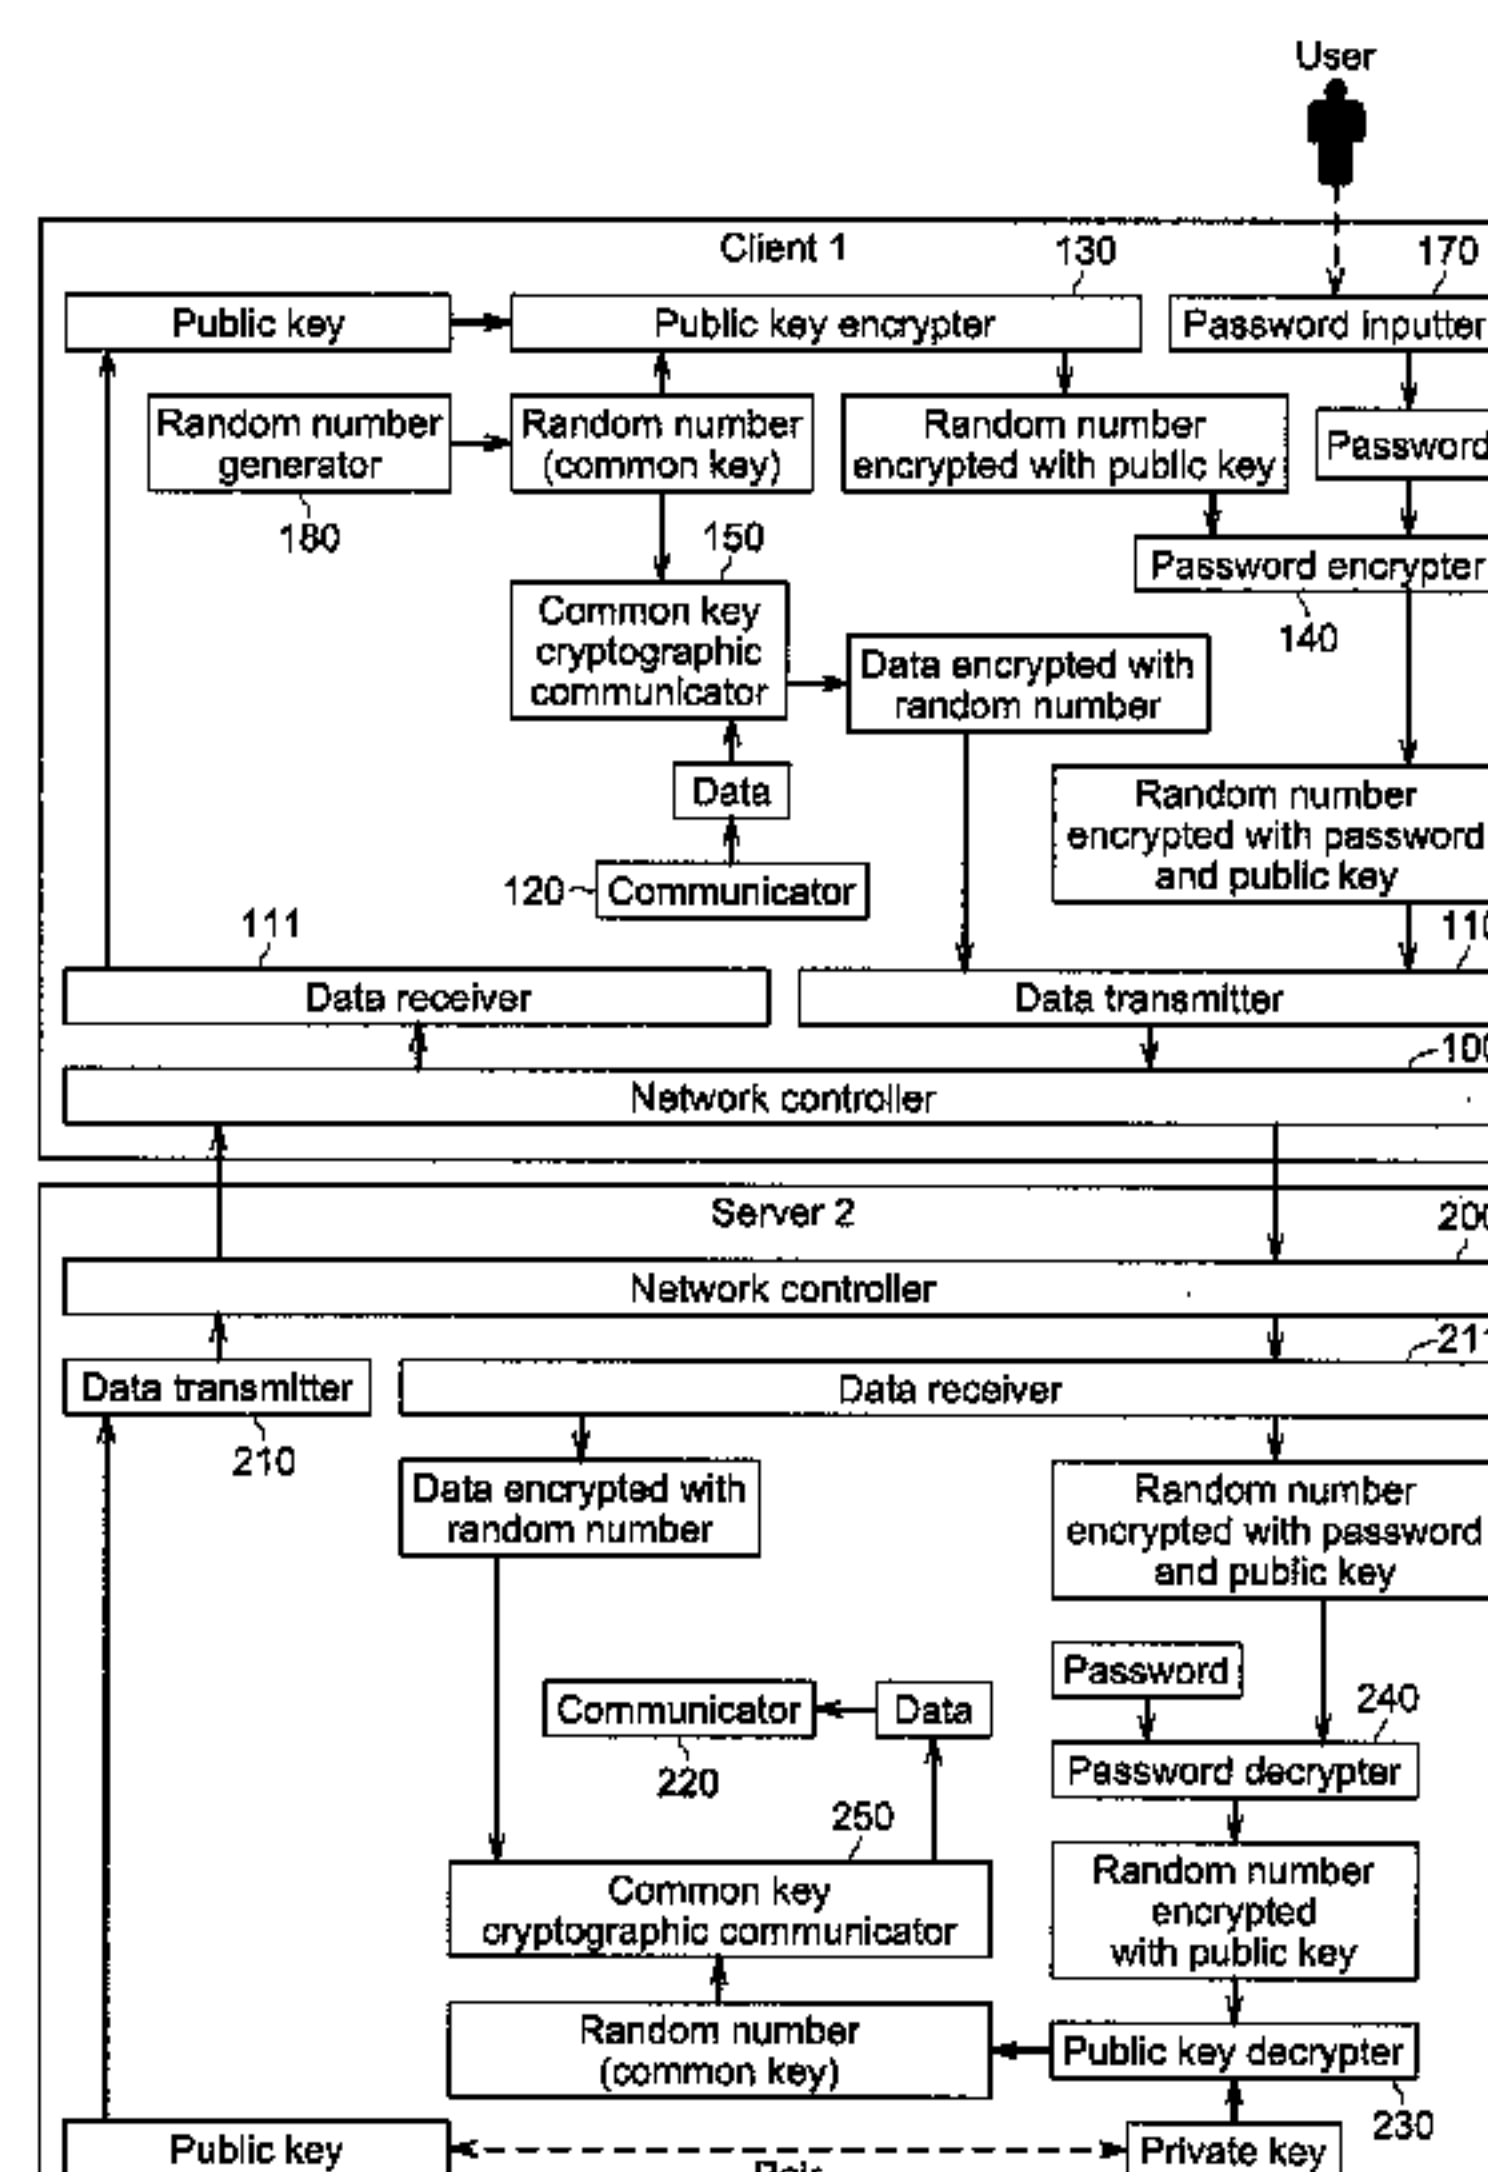 User
Client 1
130
170
Public key
Public key encrypter
Password inputter
Random number
generator
Random number
(common key)
Random number
encrypted with public key
Password
180
150
Password encrypter
140
Common key
cryptographic
communicator
Data encrypted with
random number
Data
Random number
encrypted with password
and public key
120
Communicator
111
110
Data receiver
Data transmitter
100
Network controller
Server 2
200
Network controller
211
Data transmitter
Data receiver
210
Data encrypted with
random number
Random number
encrypted with password
and public key
Password
Communicator
Data
240
220
Password decrypter
250
Common key
cryptographic communicator
Random number
encrypted
with public key
Random number
(common key)
Public key decrypter
230
Public key
Private key
Pair